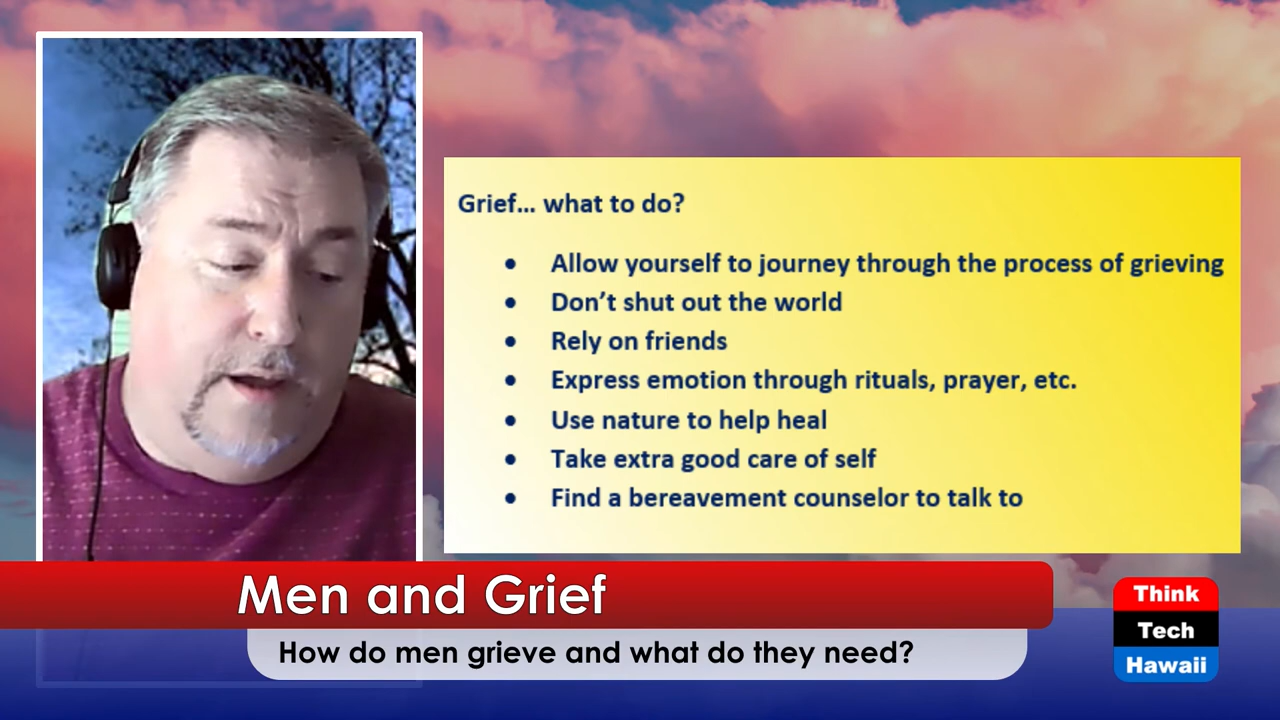 Grief... what to do?
• Allow yourself to journey through the process of grieving
• Don’t shut out the world
• Rely on friends
• Express emotion through rituals, prayer, etc.
• Use nature to help heal
• Take extra good care of self
• Find a bereavement counselor to talk to
Men and Grief
How do men grieve and what do they need?
Think
Tech
Hawaii